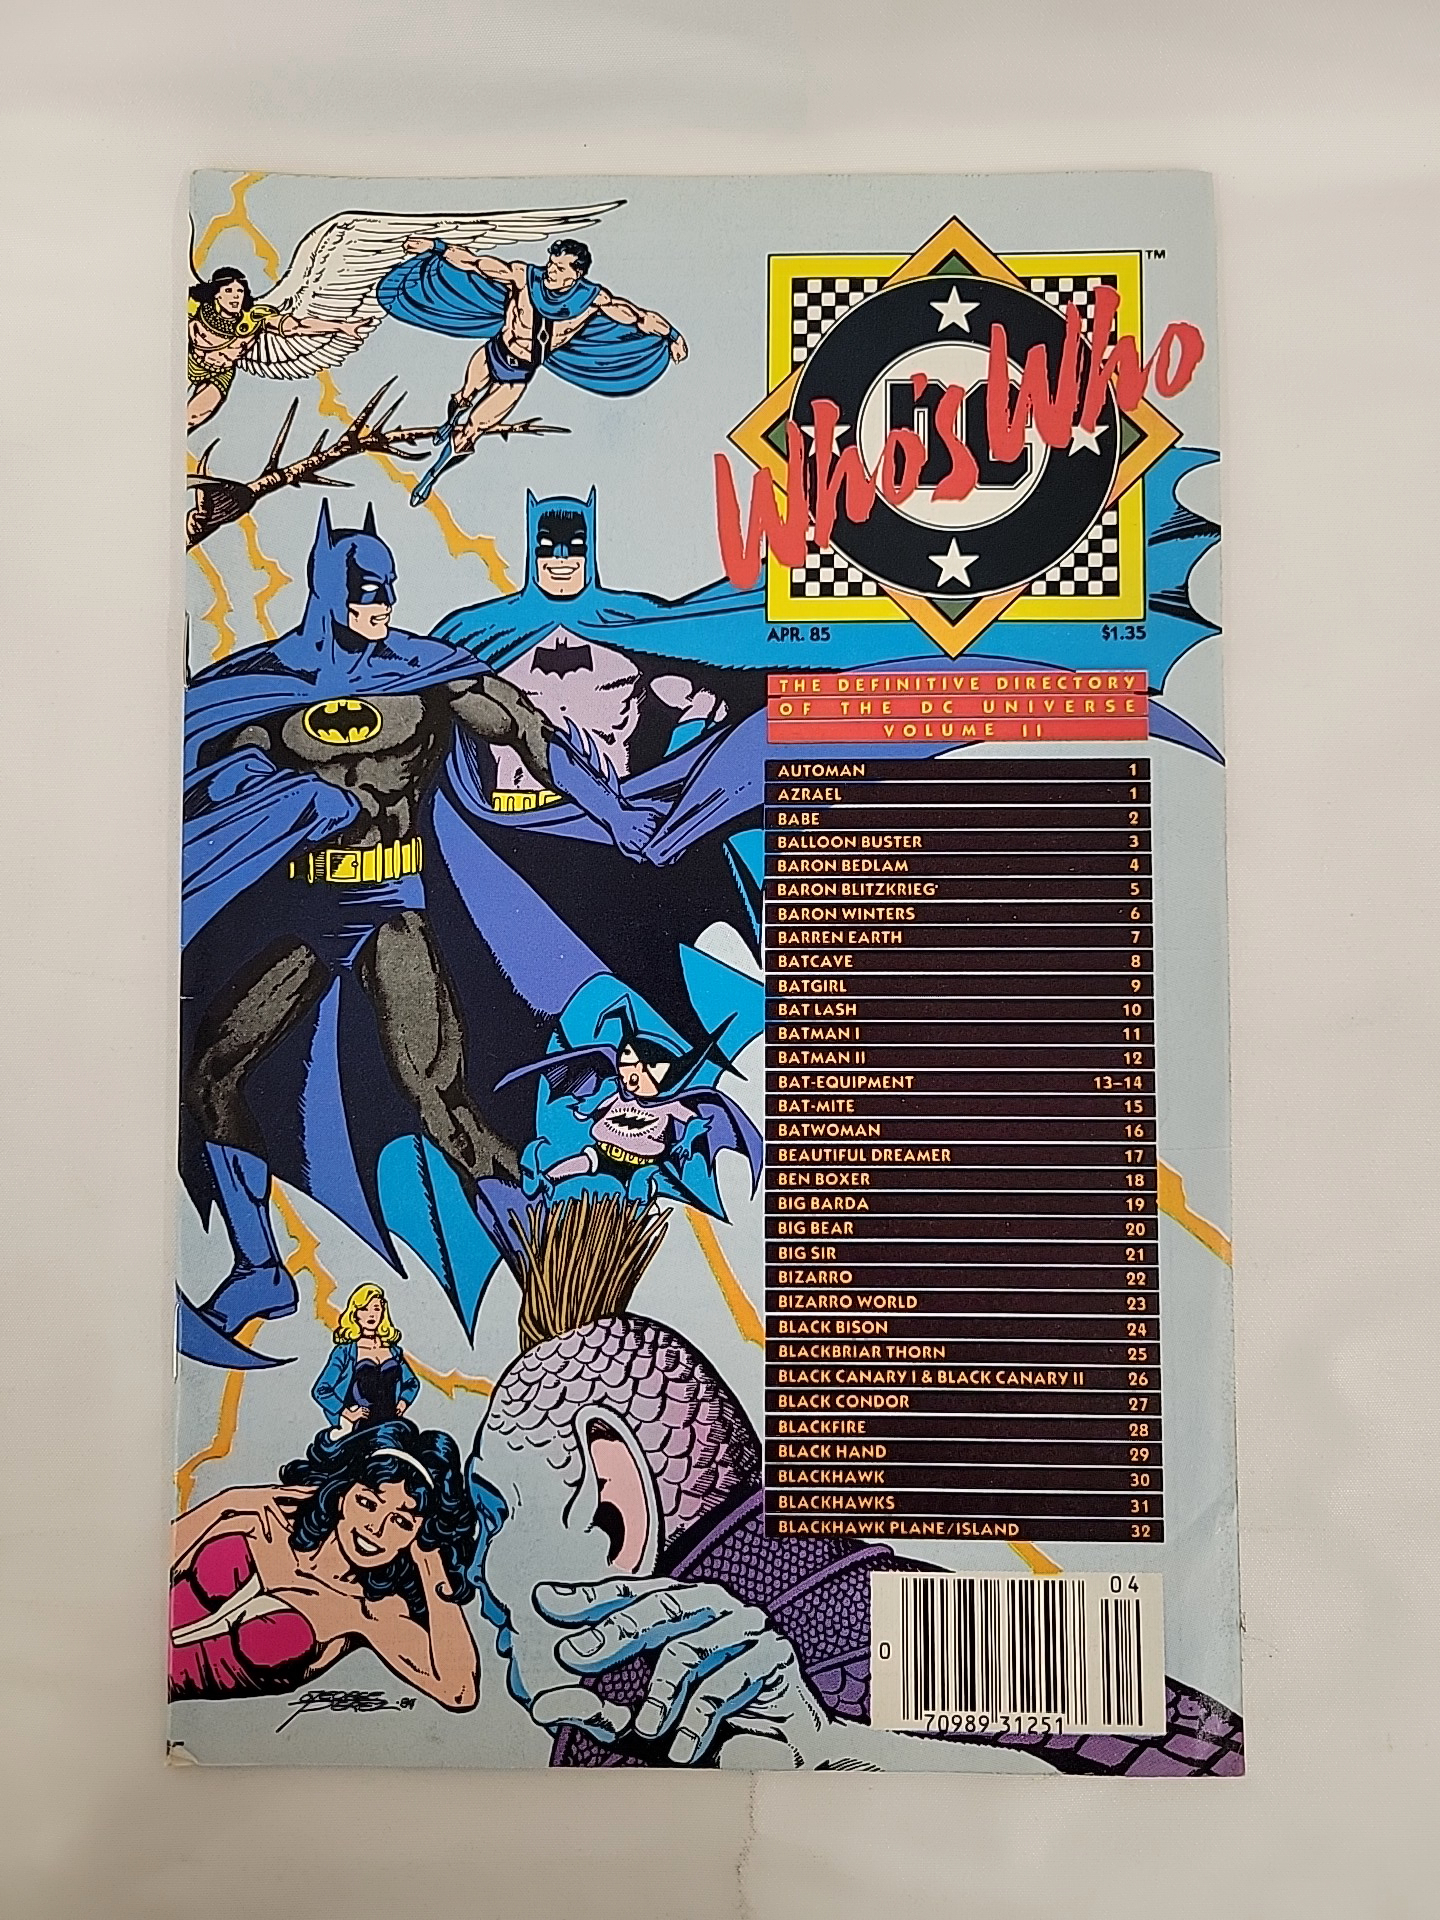 TM
DC
Who's Who
APR. 85 $1.35
THE DEFINITIVE DIRECTORY
OF THE DC UNIVERSE
VOLUME II
AUTOMAN 1
AZRAEL 1
BABE 2
BALLOON BUSTER 3
BARON BEDLAM 4
BARON BLITZKRIEG 5
BARON WINTERS 6
BARREN EARTH 7
BATCAVE 8
BATGIRL 9
BAT LASH 10
BATMAN I 11
BATMAN II 12
BAT-EQUIPMENT 13–14
BAT-MITE 15
BATWOMAN 16
BEAUTIFUL DREAMER 17
BEN BOXER 18
BIG BARDA 19
BIG BEAR 20
BIG SIR 21
BIZARRO 22
BIZARRO WORLD 23
BLACK BISON 24
BLACKBRIAR THORN 25
BLACK CANARY I & BLACK CANARY II 26
BLACK CONDOR 27
BLACKFIRE 28
BLACK HAND 29
BLACKHAWK 30
BLACKHAWKS 31
BLACKHAWK PLANE/ISLAND 32
04
0
70989 31251
GEORGE PÉREZ ·84